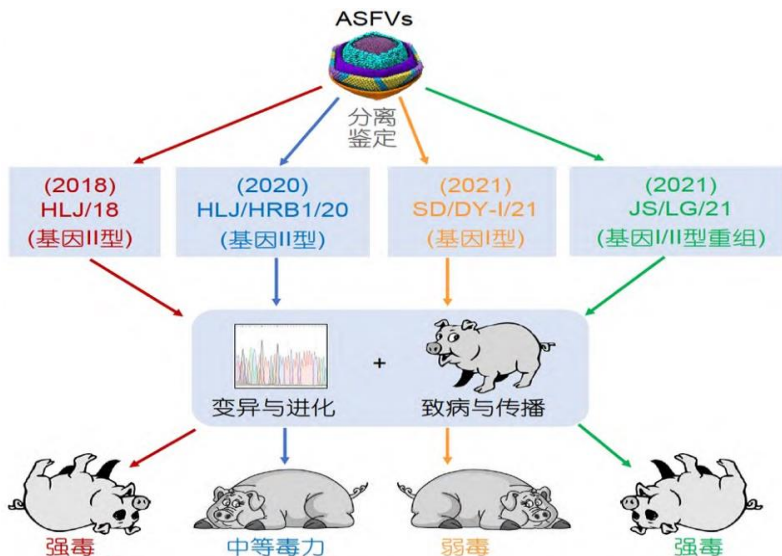 ASFVs
分离
鉴定
(2018)
HLJ/18
(基因II型)
(2020)
HLJ/HRB1/20
(基因II型)
(2021)
SD/DY-I/21
(基因I型)
(2021)
JS/LG/21
(基因I/II型重组)
+
变异与进化
致病与传播
强毒
中等毒力
弱毒
强毒